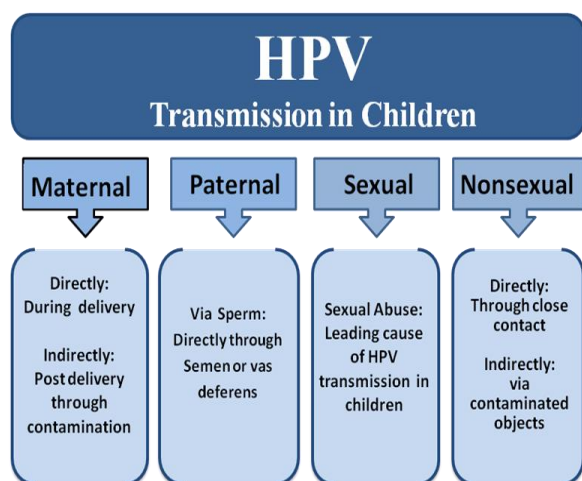 HPV
Transmission in Children
Maternal
Paternal
Sexual
Nonsexual
Directly:
During delivery
Indirectly:
Post delivery
through
contamination
Via Sperm:
Directly through
Semen or vas
deferens
Sexual Abuse:
Leading cause
of HPV
transmission in
children
Directly:
Through close
contact
Indirectly:
via
contaminated
objects